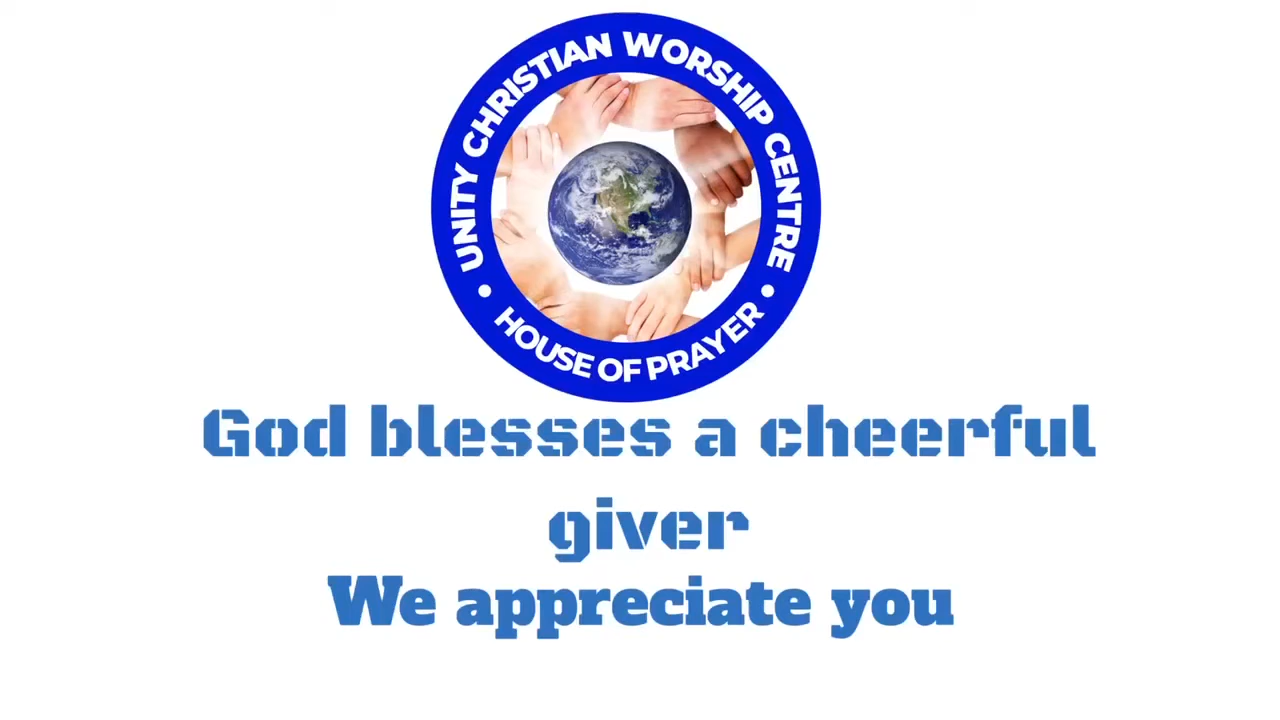 UNITY CHRISTIAN WORSHIP CENTRE
• HOUSE OF PRAYER •
God blesses a cheerful
giver
We appreciate you